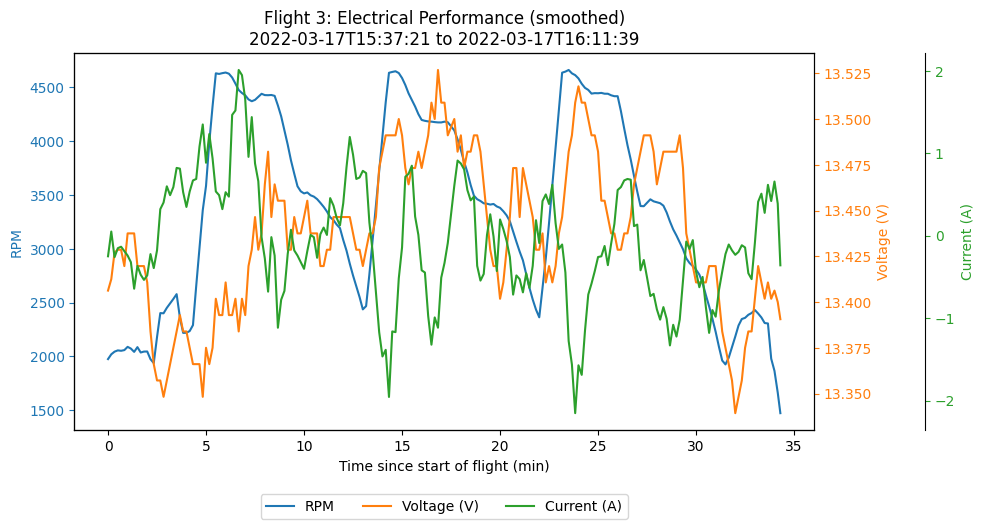 Flight 3: Electrical Performance (smoothed)
2022-03-17T15:37:21 to 2022-03-17T16:11:39
RPM
4500
4000
3500
3000
2500
2000
1500
0 5 10 15 20 25 30 35
Time since start of flight (min)
13.525
13.500
13.475
13.450
13.425
13.400
13.375
13.350
Voltage (V)
2
1
0
−1
−2
Current (A)
RPM Voltage (V) Current (A)